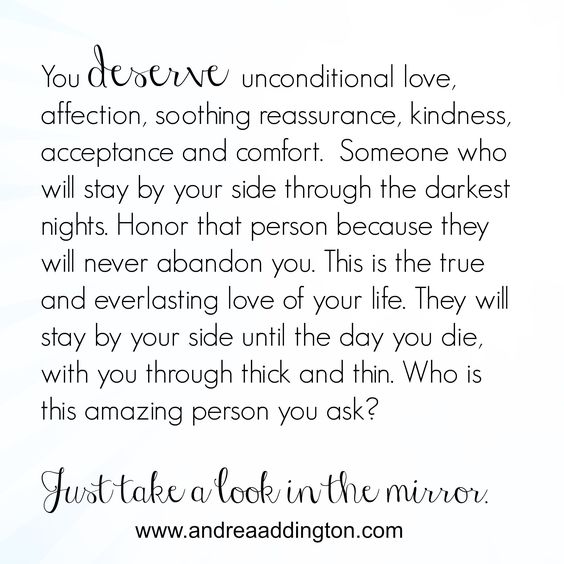 You deserve unconditional love,
affection, soothing reassurance, kindness,
acceptance and comfort.  Someone who
will stay by your side through the darkest
nights. Honor that person because they
will never abandon you. This is the true
and everlasting love of your life. They will
stay by your side until the day you die,
with you through thick and thin. Who is
this amazing person you ask?
Just take a look in the mirror.
www.andreaaddington.com